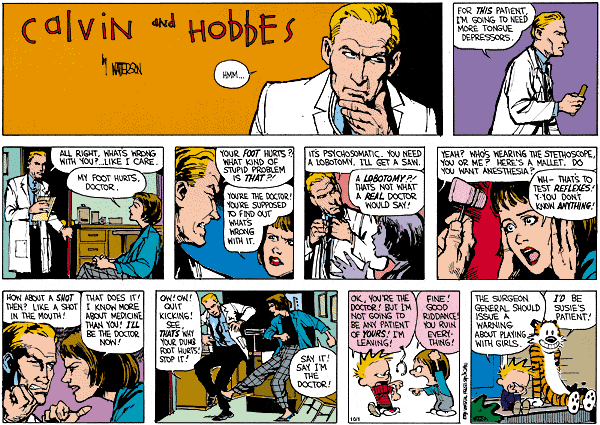 Calvin and Hobbes
by WATTERSON
HMM...
FOR THIS PATIENT,
I'M GOING TO NEED
MORE TONGUE
DEPRESSORS.
ALL RIGHT, WHAT'S WRONG
WITH YOU?...LIKE I CARE.
MY FOOT HURTS,
DOCTOR.
YOUR FOOT HURTS?
WHAT KIND OF
STUPID PROBLEM
IS THAT?!
YOU'RE THE DOCTOR!
YOU'RE SUPPOSED
TO FIND OUT
WHAT'S
WRONG
WITH IT.
IT'S PSYCHOSOMATIC. YOU NEED
A LOBOTOMY. I'LL GET A SAW.
A LOBOTOMY?!
THAT'S NOT WHAT
A REAL DOCTOR
WOULD SAY!
YEAH? WHO'S WEARING THE STETHOSCOPE,
YOU OR ME? HERE'S A MALLET. DO
YOU WANT ANESTHESIA?
WH- THAT'S TO
TEST REFLEXES!
Y-YOU DON'T
KNOW ANYTHING!
HOW ABOUT A SHOT
THEN? LIKE A SHOT
IN THE MOUTH!
THAT DOES IT!
I KNOW MORE
ABOUT MEDICINE
THAN YOU! I'LL
BE THE DOCTOR
NOW!
OW! OW!
QUIT
KICKING!
SEE,
THAT'S WHY
YOUR DUMB
FOOT HURTS!
STOP IT!
SAY IT!
SAY I'M
THE
DOCTOR!
OK, YOU'RE THE
DOCTOR! BUT I'M
NOT GOING TO
BE ANY PATIENT
OF YOURS! I'M
LEAVING!
FINE!
GOOD
RIDDANCE!
YOU RUIN
EVERY-
THING!
10/1
THE SURGEON
GENERAL SHOULD
ISSUE A
WARNING
ABOUT PLAYING
WITH GIRLS.
I'D BE
SUSIE'S
PATIENT!